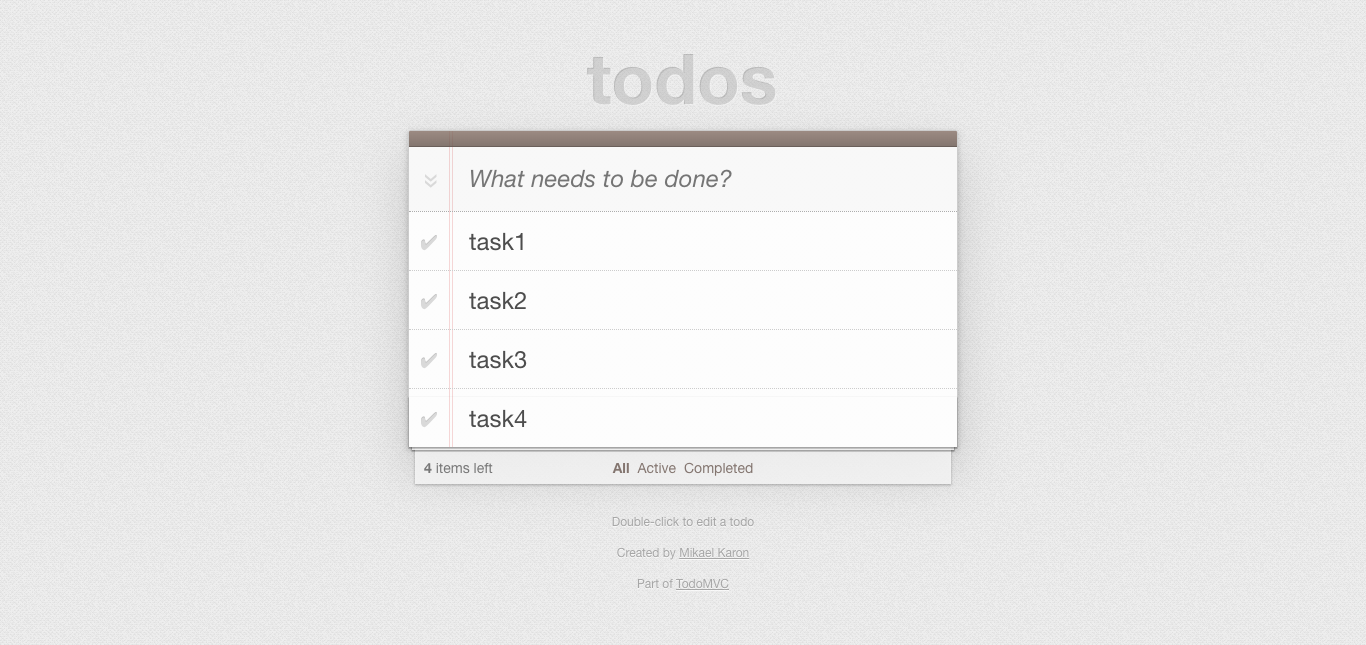 todos
What needs to be done?
task1
task2
task3
task4
4 items left All Active Completed
Double-click to edit a todo
Created by Mikael Karon
Part of TodoMVC